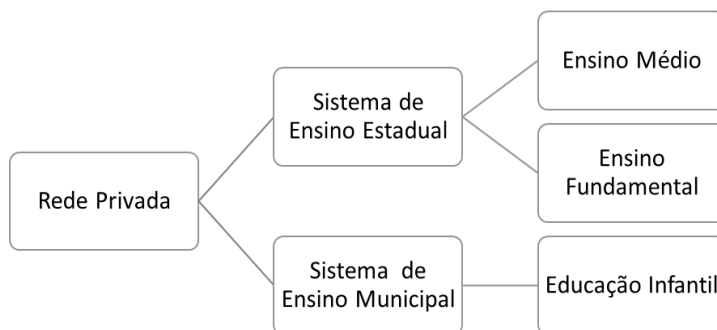 Rede Privada
Sistema de
Ensino Estadual
Ensino Médio
Ensino
Fundamental
Sistema de
Ensino Municipal
Educação Infantil